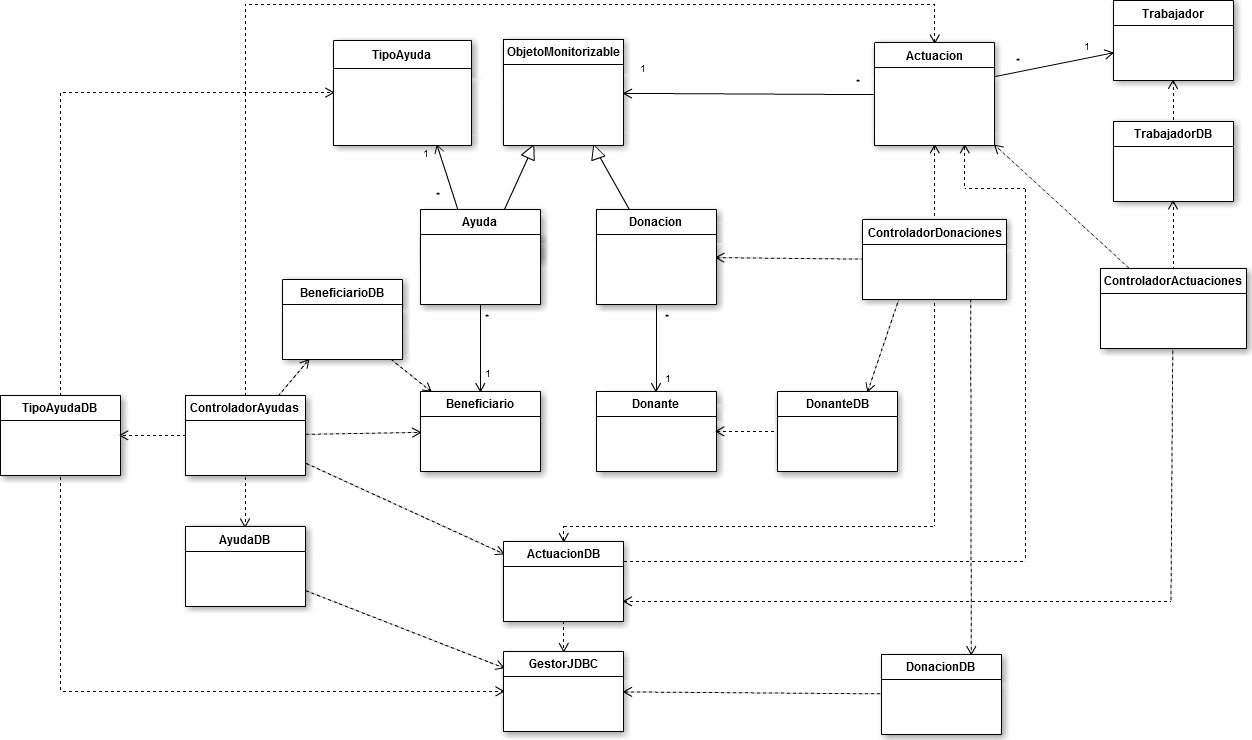 Trabajador
TipoAyuda
ObjetoMonitorizable
Actuacion
1
*
1
*
TrabajadorDB
1
*
Ayuda
Donacion
ControladorDonaciones
ControladorActuaciones
BeneficiarioDB
*
*
1
1
TipoAyudaDB
ControladorAyudas
Beneficiario
Donante
DonanteDB
AyudaDB
ActuacionDB
GestorJDBC
DonacionDB